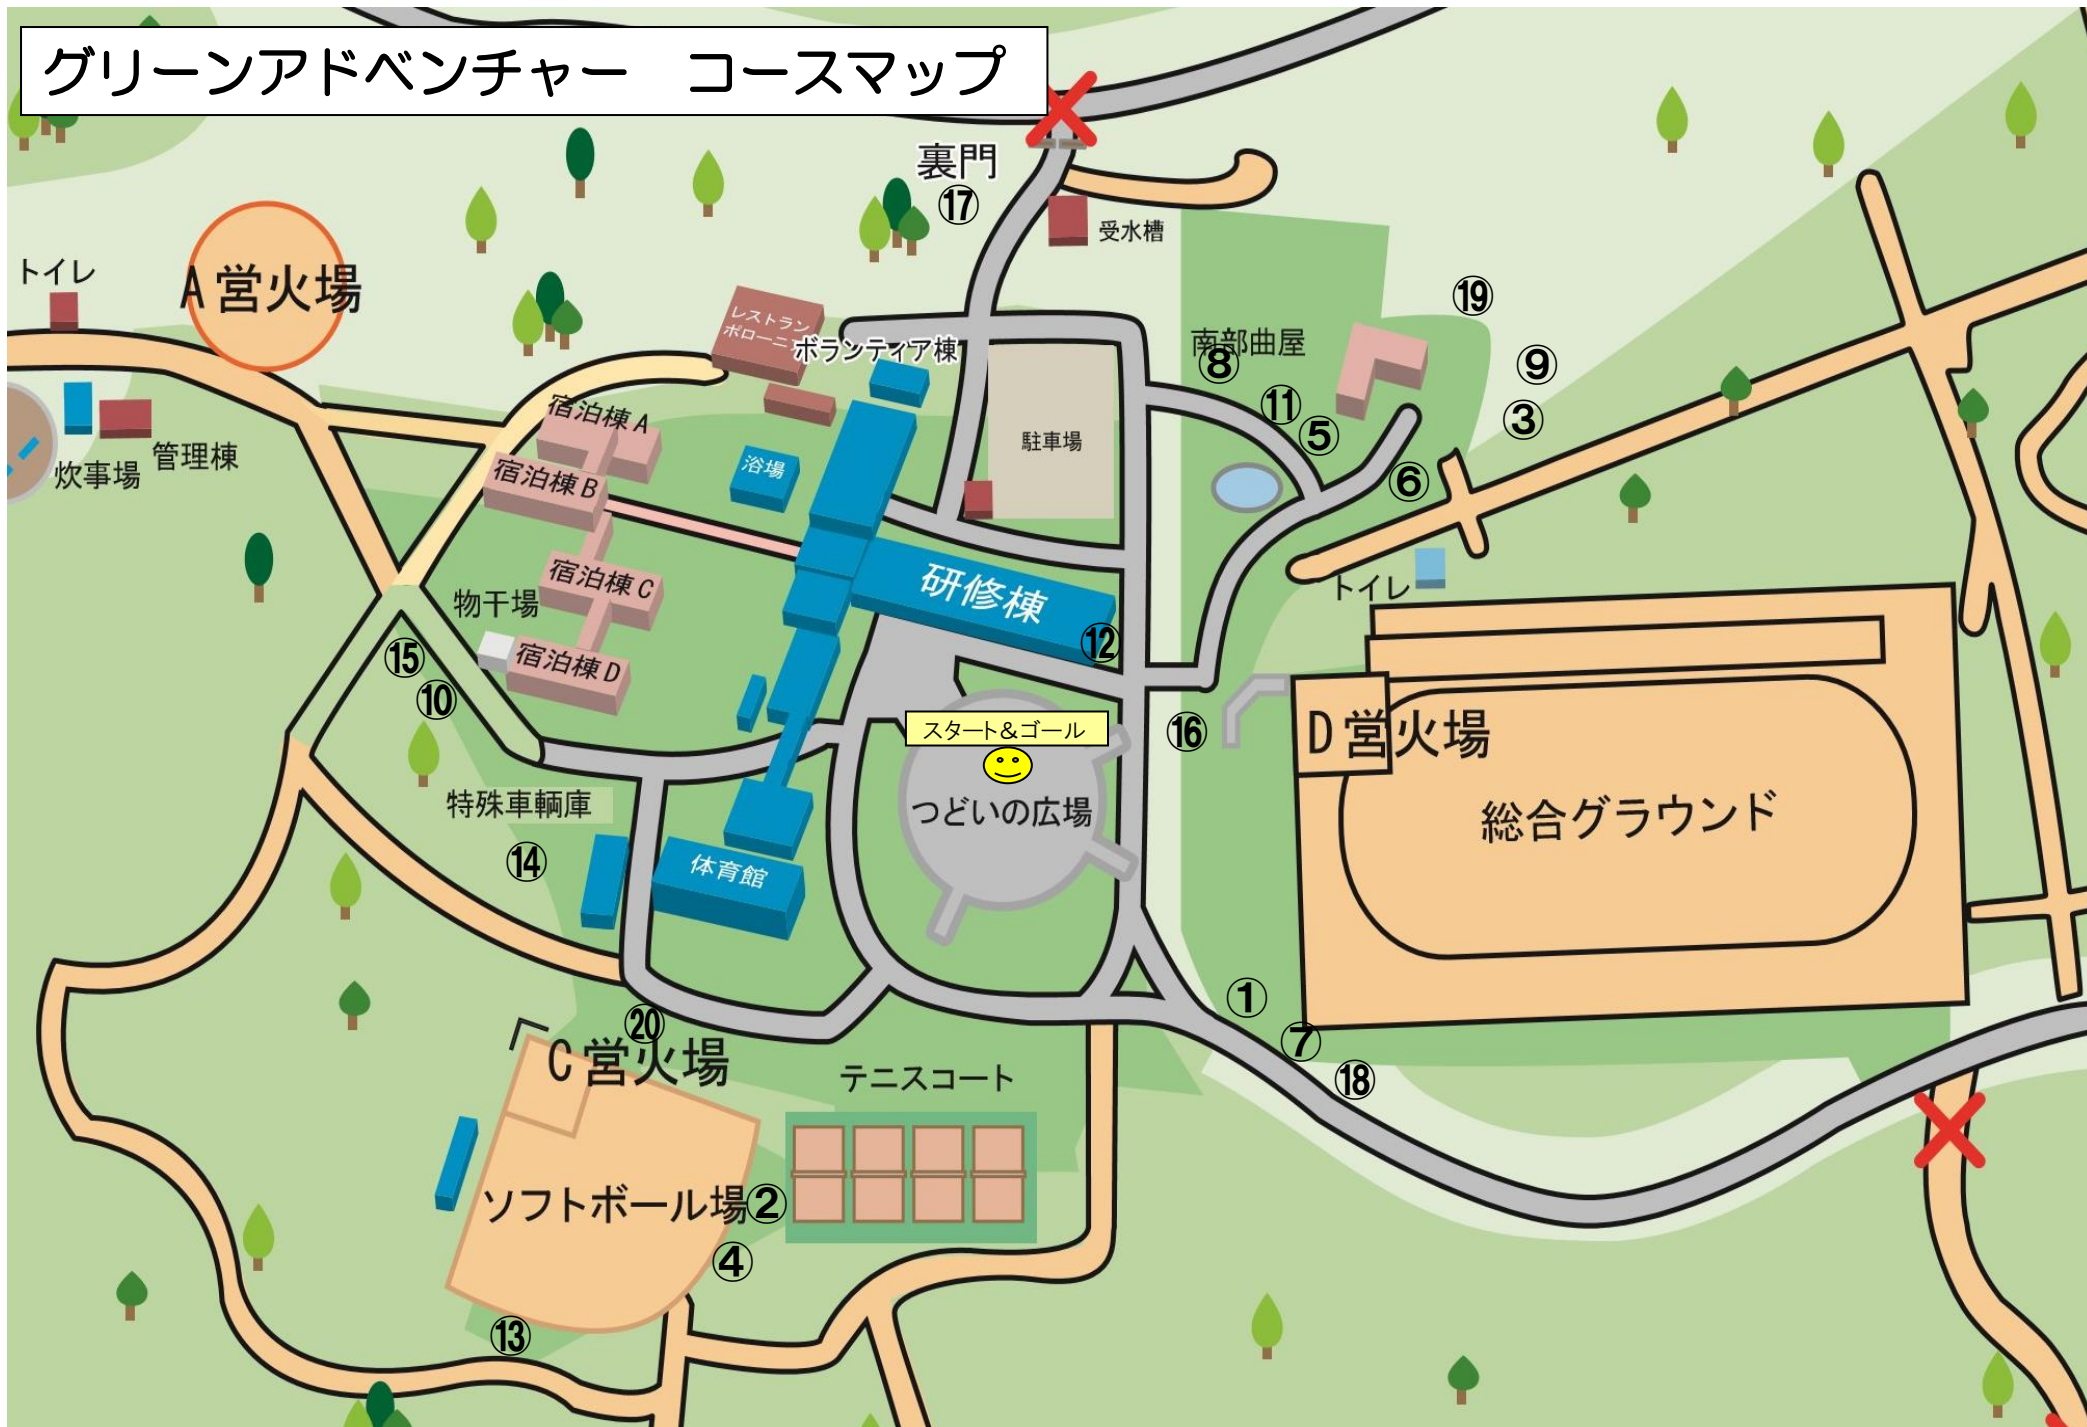 グリーンアドベンチャー　コースマップ
裏門
⑰
受水槽
トイレ
A営火場
レストラン
ボローニャ
ボランティア棟
南部曲屋
⑧
⑲
⑨
⑪
③
⑤
⑥
宿泊棟A
宿泊棟B
浴場
駐車場
炊事場
管理棟
宿泊棟C
物干場
研修棟
トイレ
⑫
⑮
宿泊棟D
⑩
スタート&ゴール
⑯
D営火場
つどいの広場
総合グラウンド
特殊車輌庫
⑭
体育館
①
⑦
⑱
⑳
C営火場
テニスコート
ソフトボール場
②
④
⑬